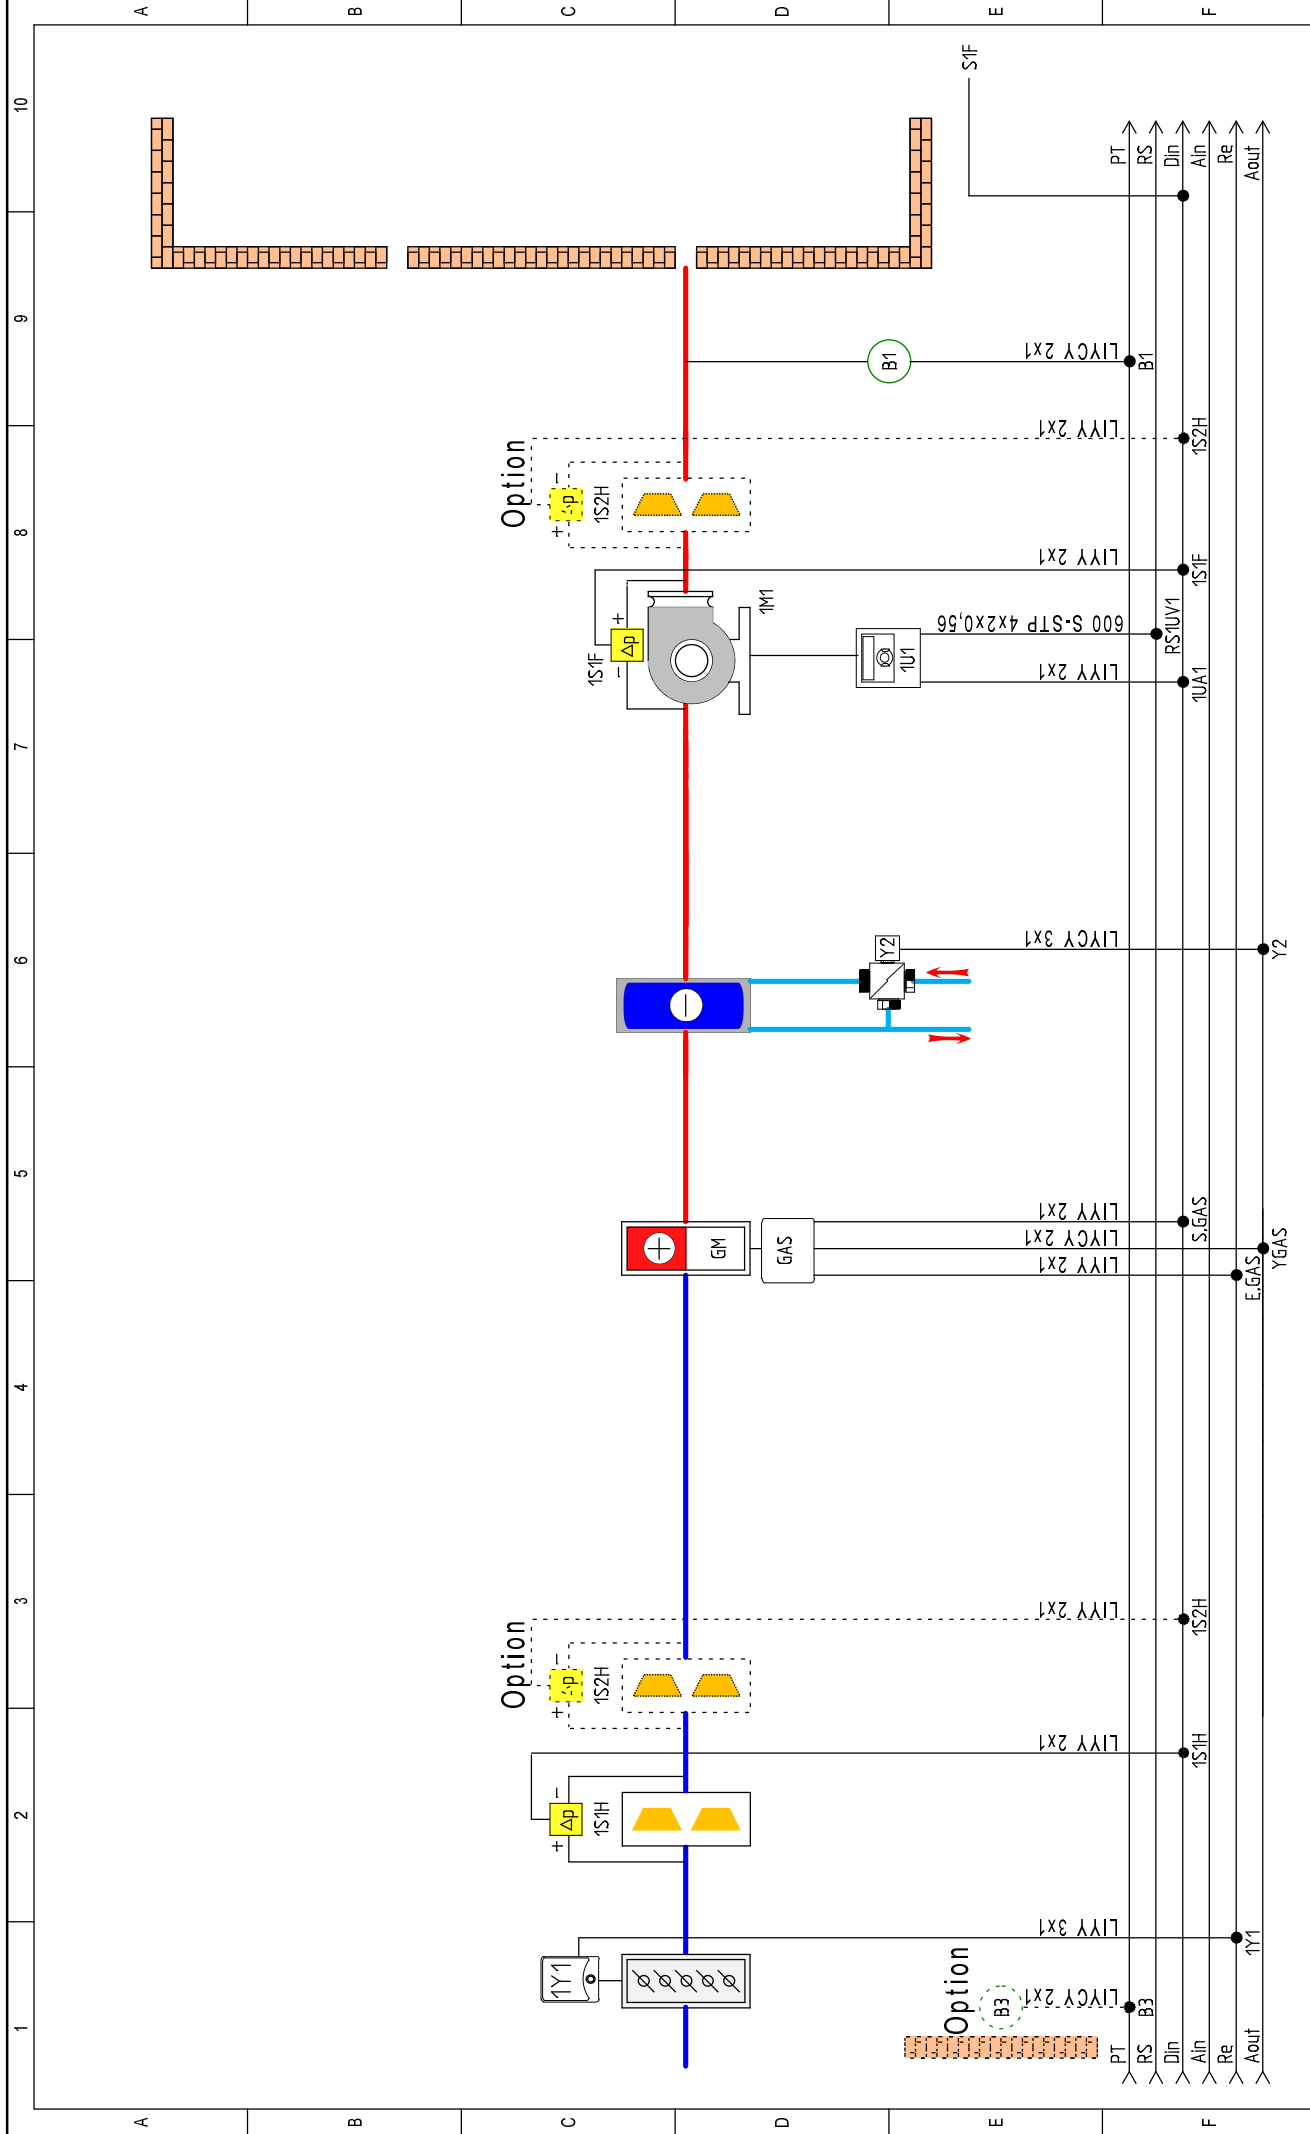 1 2 3 4 5 6 7 8 9 10
A A
B B
C C
D D
E E
F F
Option
Option
1Y1
+ Δp −
1S1H
+ Δp −
1S2H
− Δp +
1S1F
+ Δp −
1S2H
GM
GAS
1M1
Y2
1U1
B1
Option
B3
S1F
LIYCY 2x1
LIYY 3x1
LIYY 2x1
LIYY 2x1
LIYY 2x1
LIYCY 2x1
LIYY 2x1
LIYCY 3x1
LIYY 2x1
600 S-STP 4x2x0,56
LIYY 2x1
LIYY 2x1
LIYCY 2x1
PT PT
RS B3 B1 RS
Din RS1UV1 Din
Ain 1S1H 1S2H S.GAS 1UA1 1S1F 1S2H Ain
Re Re
Aout 1Y1 E.GAS Aout
YGAS Y2